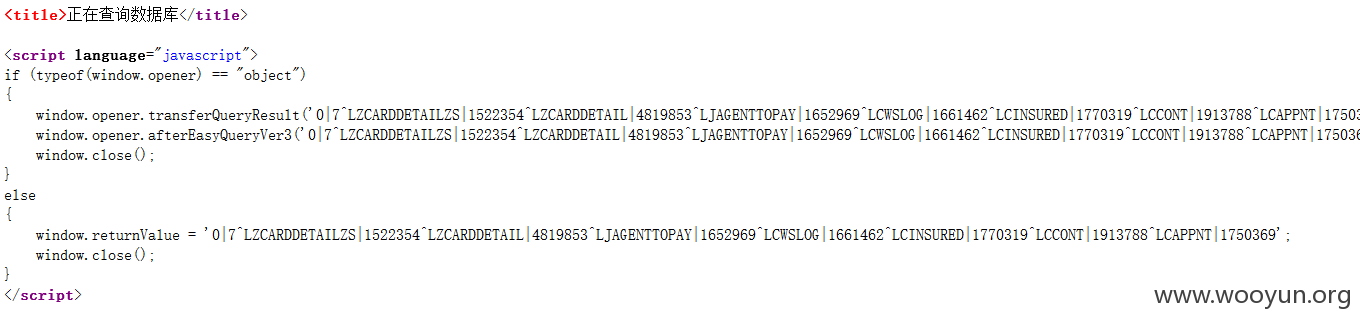 <title>正在查询数据库</title>
<script language="javascript">
if (typeof(window.opener) == "object")
{
window.opener.transferQueryResult('0|7^LZCARDDETAILZS|1522354^LZCARDDETAIL|4819853^LJAGENTTOPAY|1652969^LCWSLOG|1661462^LCINSURED|1770319^LCCONT|1913788^LCAPPNT|1750
window.opener.afterEasyQueryVer3('0|7^LZCARDDETAILZS|1522354^LZCARDDETAIL|4819853^LJAGENTTOPAY|1652969^LCWSLOG|1661462^LCINSURED|1770319^LCCONT|1913788^LCAPPNT|175036
window.close();
}
else
{
window.returnValue = '0|7^LZCARDDETAILZS|1522354^LZCARDDETAIL|4819853^LJAGENTTOPAY|1652969^LCWSLOG|1661462^LCINSURED|1770319^LCCONT|1913788^LCAPPNT|1750369';
window.close();
}
</script>
www.wooyun.org